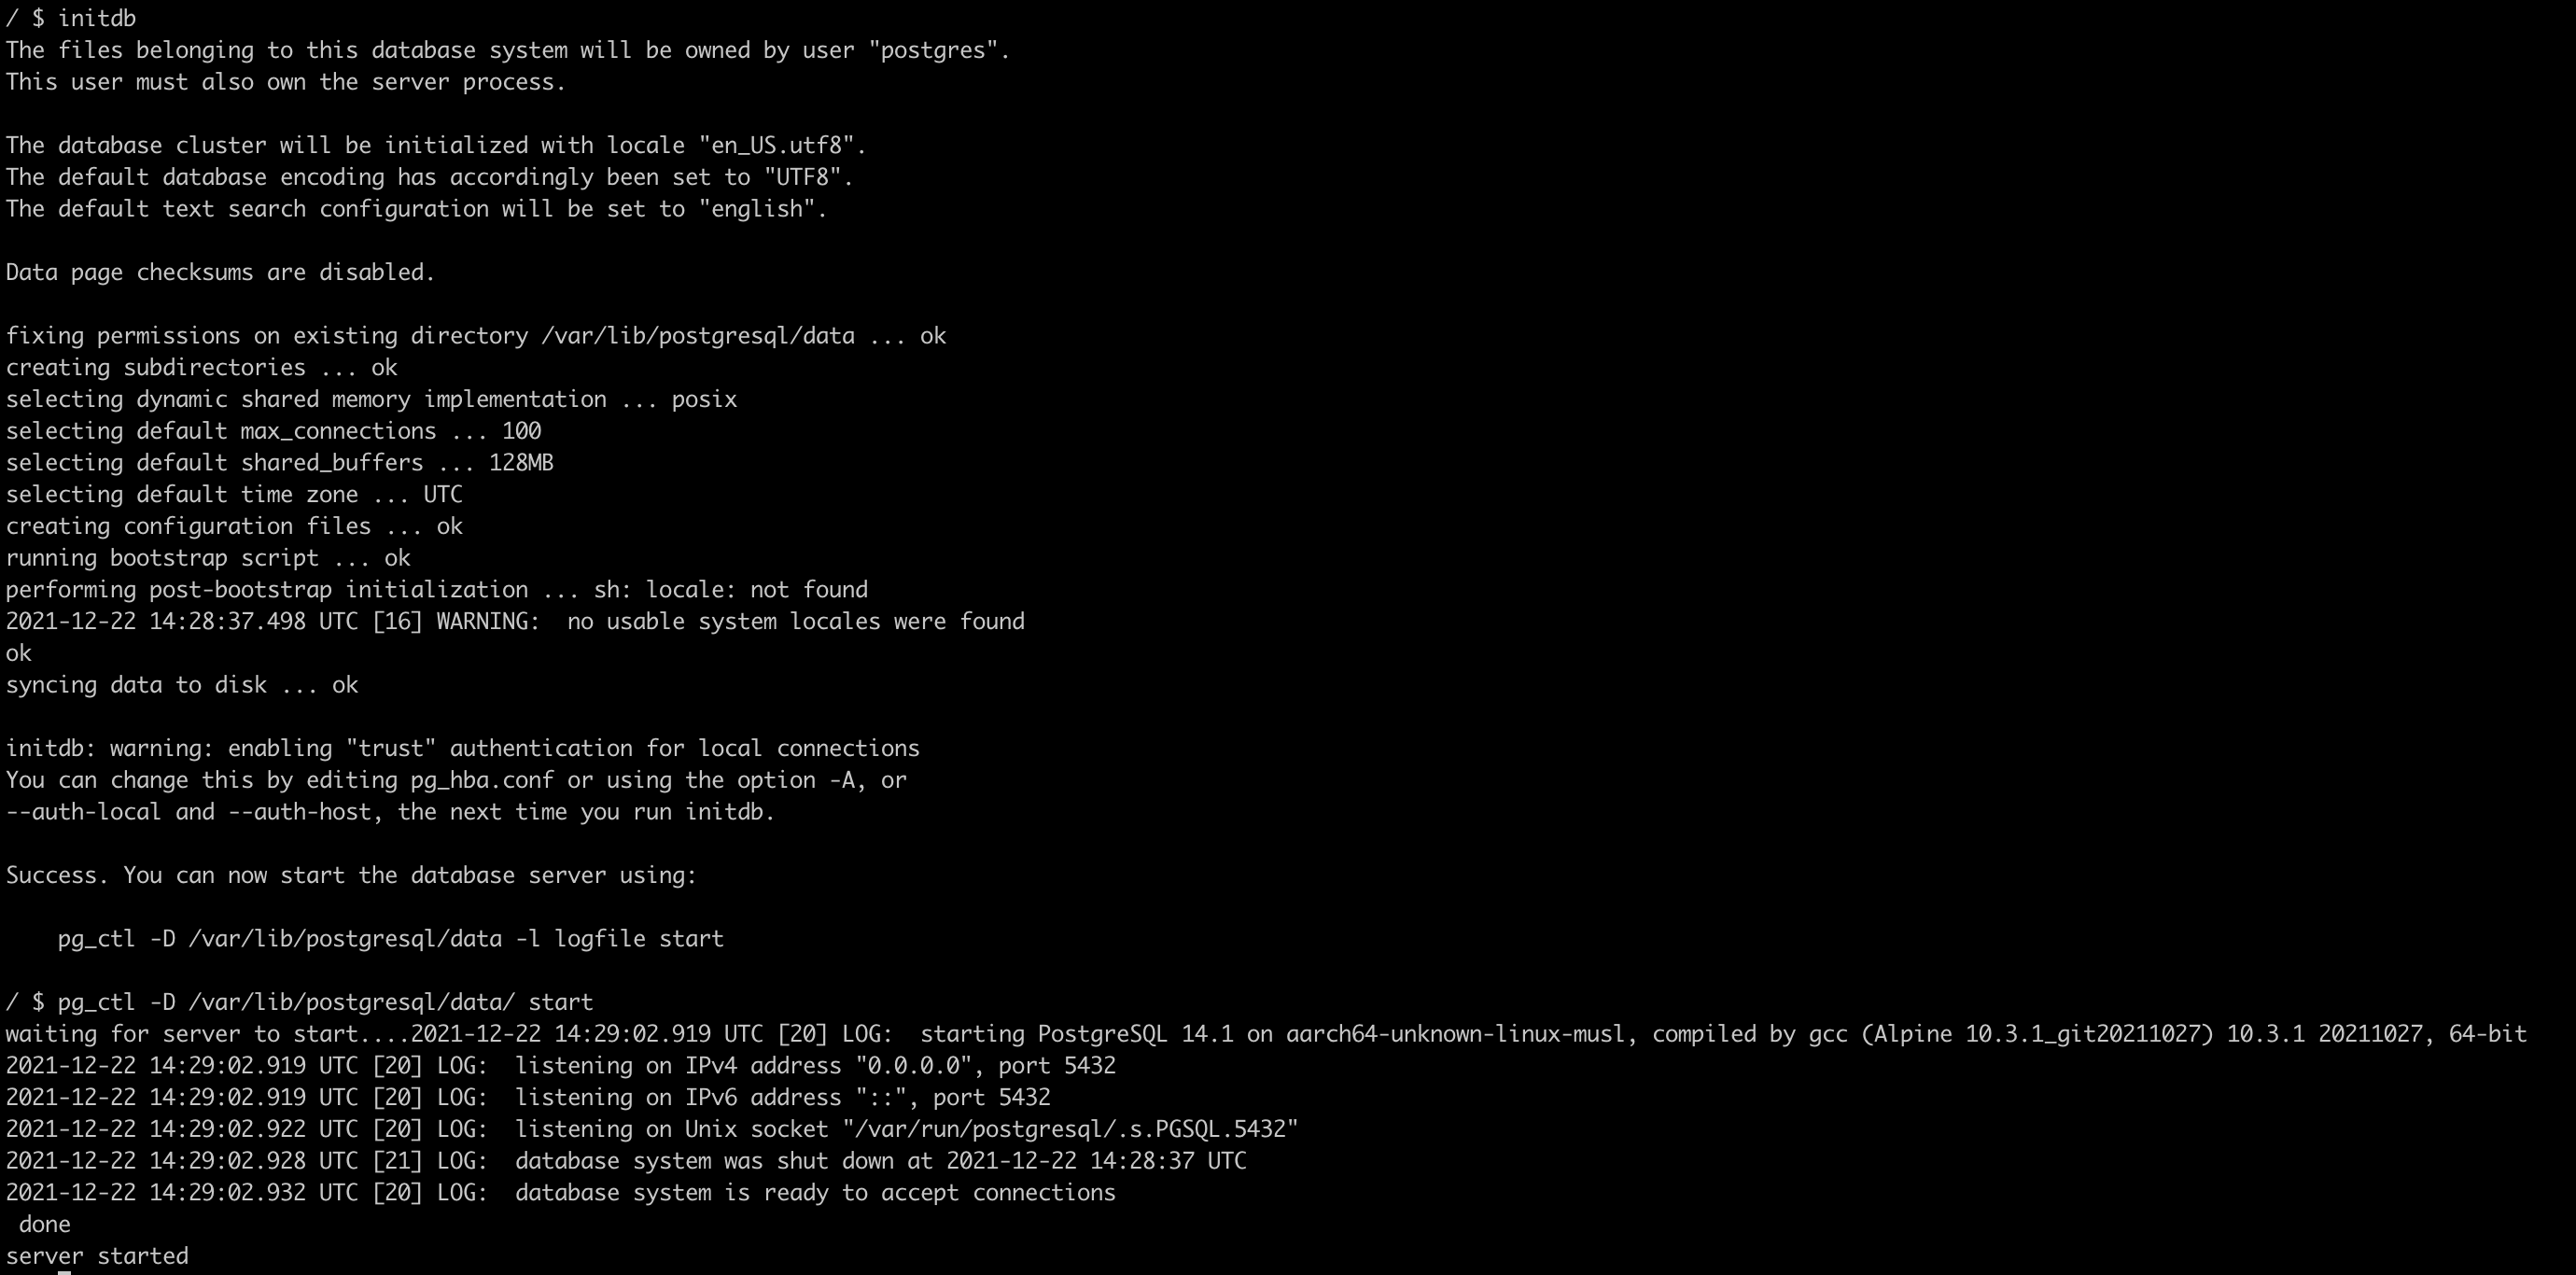 / $ initdb
The files belonging to this database system will be owned by user "postgres".
This user must also own the server process.

The database cluster will be initialized with locale "en_US.utf8".
The default database encoding has accordingly been set to "UTF8".
The default text search configuration will be set to "english".

Data page checksums are disabled.

fixing permissions on existing directory /var/lib/postgresql/data ... ok
creating subdirectories ... ok
selecting dynamic shared memory implementation ... posix
selecting default max_connections ... 100
selecting default shared_buffers ... 128MB
selecting default time zone ... UTC
creating configuration files ... ok
running bootstrap script ... ok
performing post-bootstrap initialization ... sh: locale: not found
2021-12-22 14:28:37.498 UTC [16] WARNING:  no usable system locales were found
ok
syncing data to disk ... ok

initdb: warning: enabling "trust" authentication for local connections
You can change this by editing pg_hba.conf or using the option -A, or
--auth-local and --auth-host, the next time you run initdb.

Success. You can now start the database server using:

    pg_ctl -D /var/lib/postgresql/data -l logfile start

/ $ pg_ctl -D /var/lib/postgresql/data/ start
waiting for server to start....2021-12-22 14:29:02.919 UTC [20] LOG:  starting PostgreSQL 14.1 on aarch64-unknown-linux-musl, compiled by gcc (Alpine 10.3.1_git20211027) 10.3.1 20211027, 64-bit
2021-12-22 14:29:02.919 UTC [20] LOG:  listening on IPv4 address "0.0.0.0", port 5432
2021-12-22 14:29:02.919 UTC [20] LOG:  listening on IPv6 address "::", port 5432
2021-12-22 14:29:02.922 UTC [20] LOG:  listening on Unix socket "/var/run/postgresql/.s.PGSQL.5432"
2021-12-22 14:29:02.928 UTC [21] LOG:  database system was shut down at 2021-12-22 14:28:37 UTC
2021-12-22 14:29:02.932 UTC [20] LOG:  database system is ready to accept connections
 done
server started